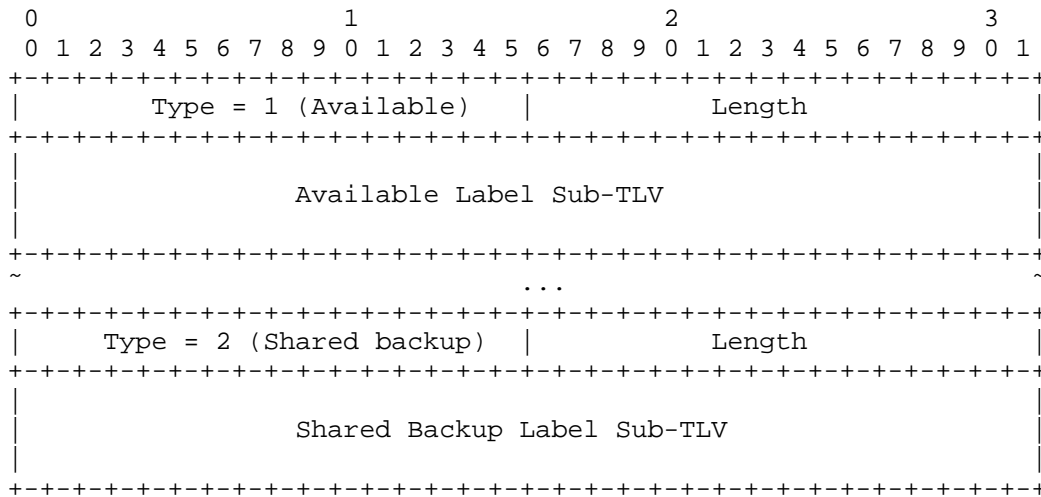 0                   1                   2                   3
 0 1 2 3 4 5 6 7 8 9 0 1 2 3 4 5 6 7 8 9 0 1 2 3 4 5 6 7 8 9 0 1
+-+-+-+-+-+-+-+-+-+-+-+-+-+-+-+-+-+-+-+-+-+-+-+-+-+-+-+-+-+-+-+-+
|        Type = 1 (Available)   |           Length              |
+-+-+-+-+-+-+-+-+-+-+-+-+-+-+-+-+-+-+-+-+-+-+-+-+-+-+-+-+-+-+-+-+
|                                                               |
|                 Available Label Sub-TLV                       |
|                                                               |
+-+-+-+-+-+-+-+-+-+-+-+-+-+-+-+-+-+-+-+-+-+-+-+-+-+-+-+-+-+-+-+-+
~                               ...                             ~
+-+-+-+-+-+-+-+-+-+-+-+-+-+-+-+-+-+-+-+-+-+-+-+-+-+-+-+-+-+-+-+-+
|     Type = 2 (Shared backup)  |           Length              |
+-+-+-+-+-+-+-+-+-+-+-+-+-+-+-+-+-+-+-+-+-+-+-+-+-+-+-+-+-+-+-+-+
|                                                               |
|                 Shared Backup Label Sub-TLV                   |
|                                                               |
+-+-+-+-+-+-+-+-+-+-+-+-+-+-+-+-+-+-+-+-+-+-+-+-+-+-+-+-+-+-+-+-+